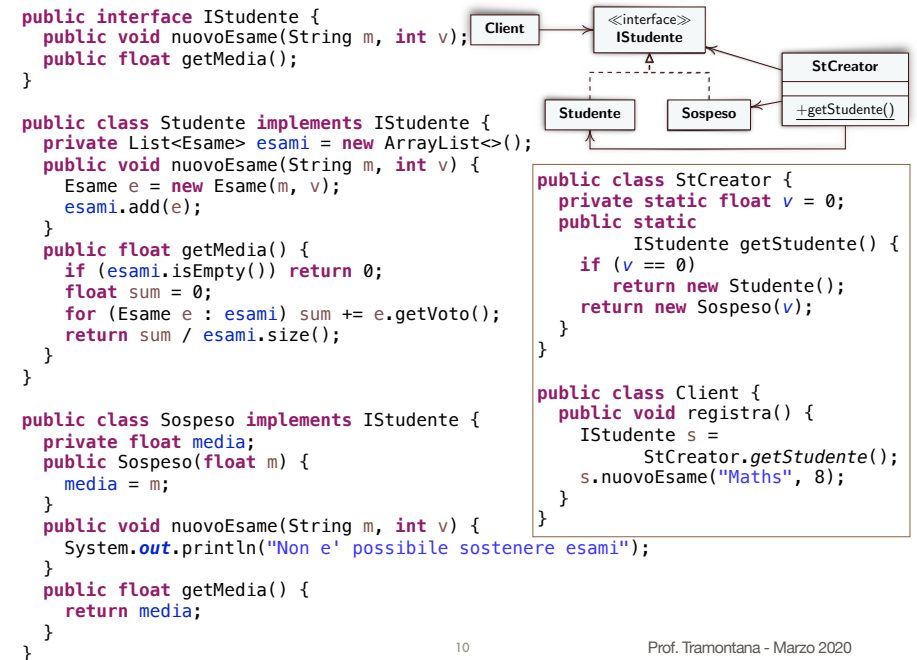 public interface IStudente {
public void nuovoEsame(String m, int v);
public float getMedia();
}
public class Studente implements IStudente {
private List<Esame> esami = new ArrayList<>();
public void nuovoEsame(String m, int v) {
Esame e = new Esame(m, v);
esami.add(e);
}
public float getMedia() {
if (esami.isEmpty()) return 0;
float sum = 0;
for (Esame e : esami) sum += e.getVoto();
return sum / esami.size();
}
}
public class Sospeso implements IStudente {
private float media;
public Sospeso(float m) {
media = m;
}
public void nuovoEsame(String m, int v) {
System.out.println("Non e' possibile sostenere esami");
}
public float getMedia() {
return media;
}
}
Client
≪interface≫
IStudente
StCreator
+getStudente()
Studente
Sospeso
public class StCreator {
private static float v = 0;
public static
IStudente getStudente() {
if (v == 0)
return new Studente();
return new Sospeso(v);
}
}
public class Client {
public void registra() {
IStudente s =
StCreator.getStudente();
s.nuovoEsame("Maths", 8);
}
}
10
Prof. Tramontana - Marzo 2020